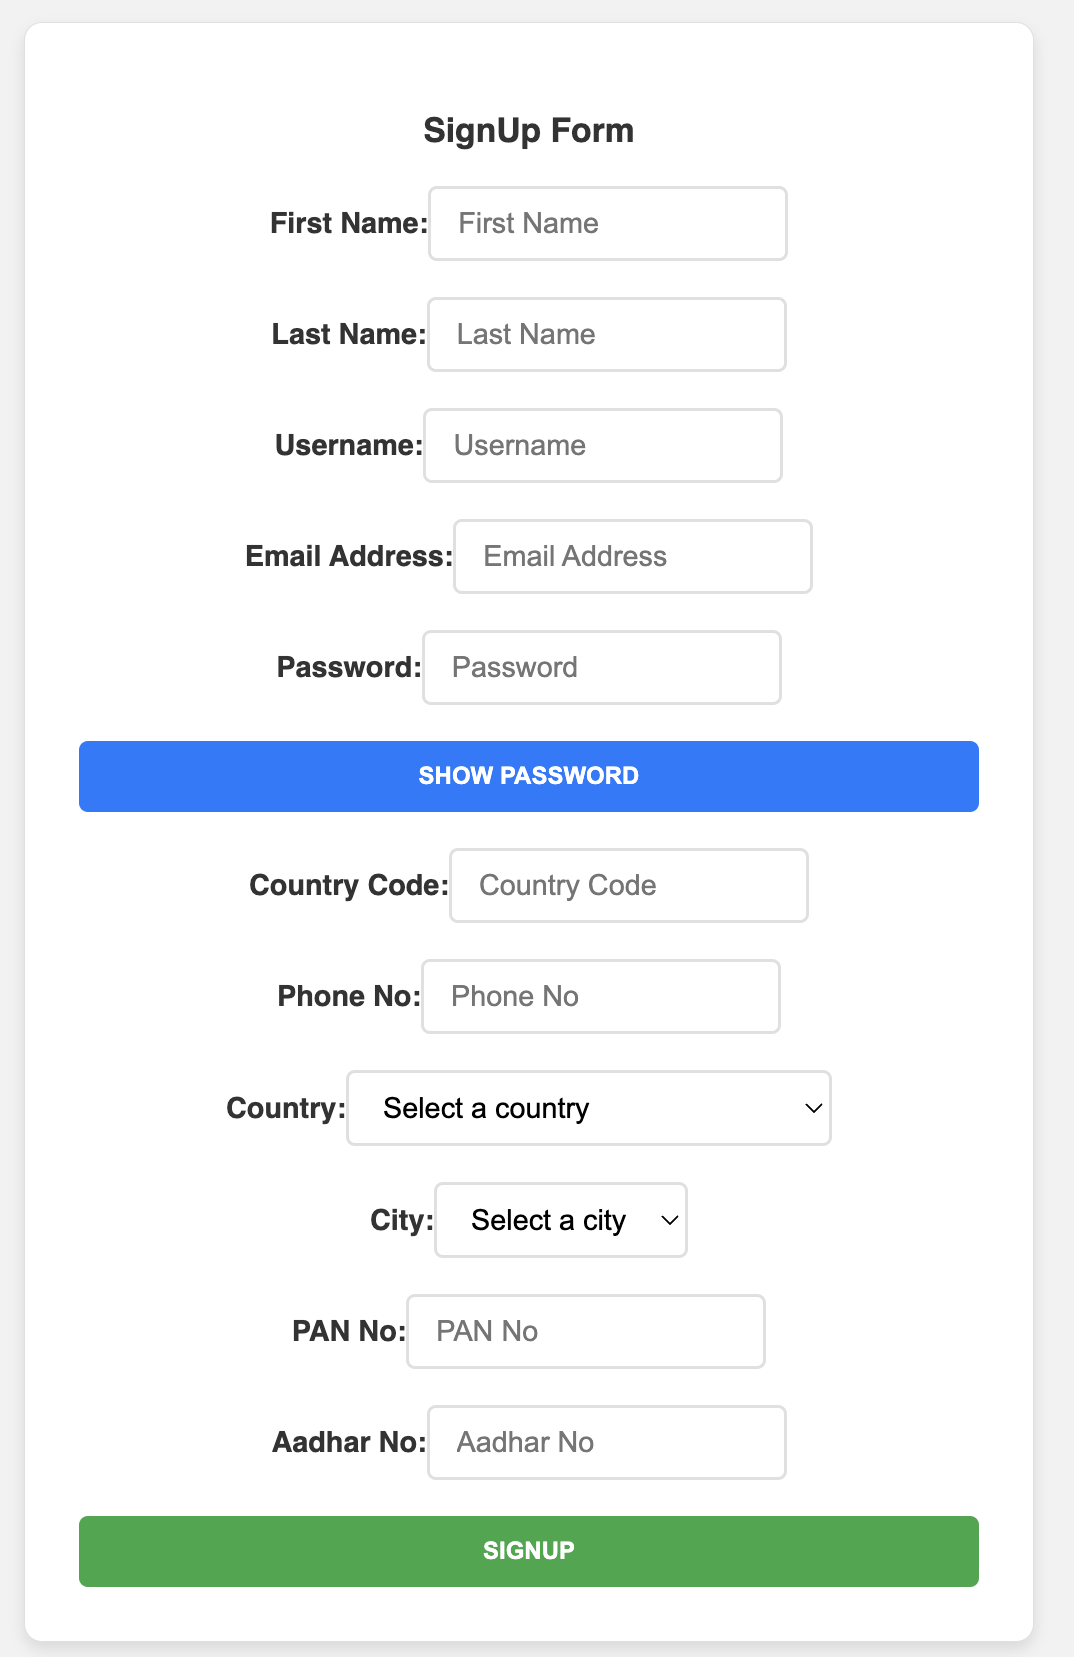 SignUp Form
First Name: First Name
Last Name: Last Name
Username: Username
Email Address: Email Address
Password: Password
SHOW PASSWORD
Country Code: Country Code
Phone No: Phone No
Country: Select a country
City: Select a city
PAN No: PAN No
Aadhar No: Aadhar No
SIGNUP